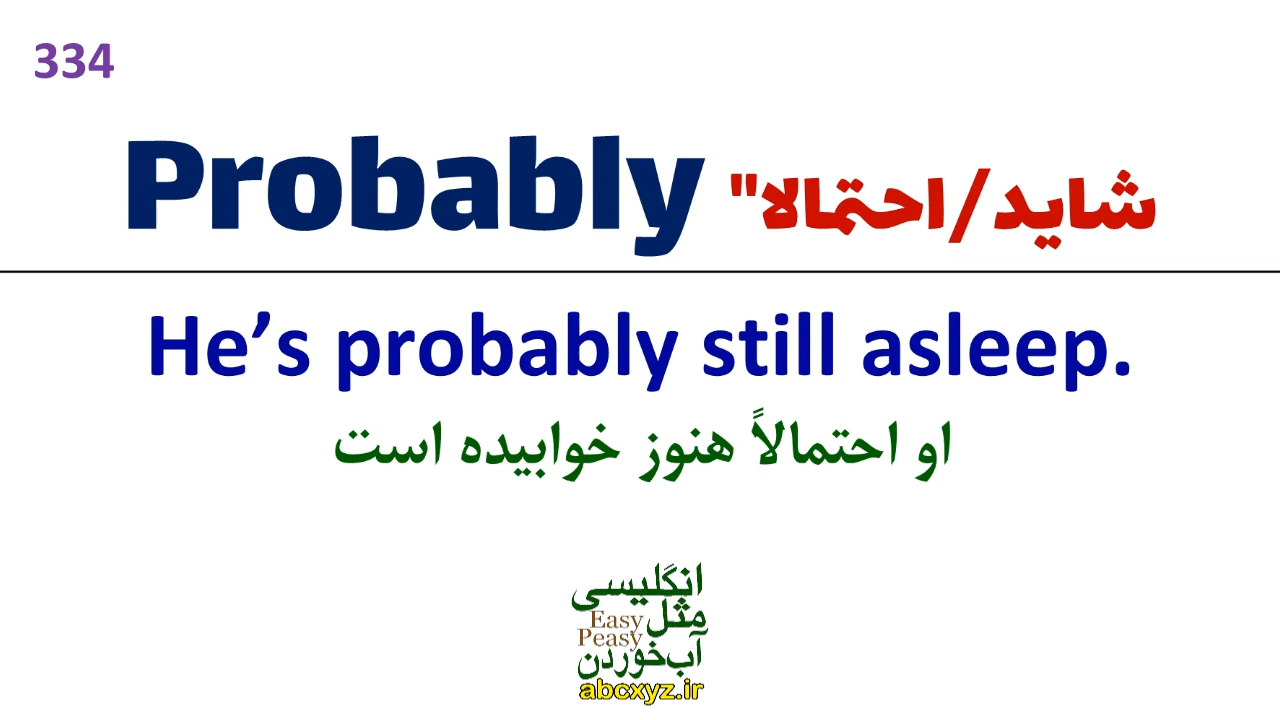 334
Probably شاید/احتمالا"
He’s probably still asleep.
او احتمالاً هنوز خوابیده است
انگلیسی
مثل
Easy
Peasy
آب‌خوردن
abcxyz.ir